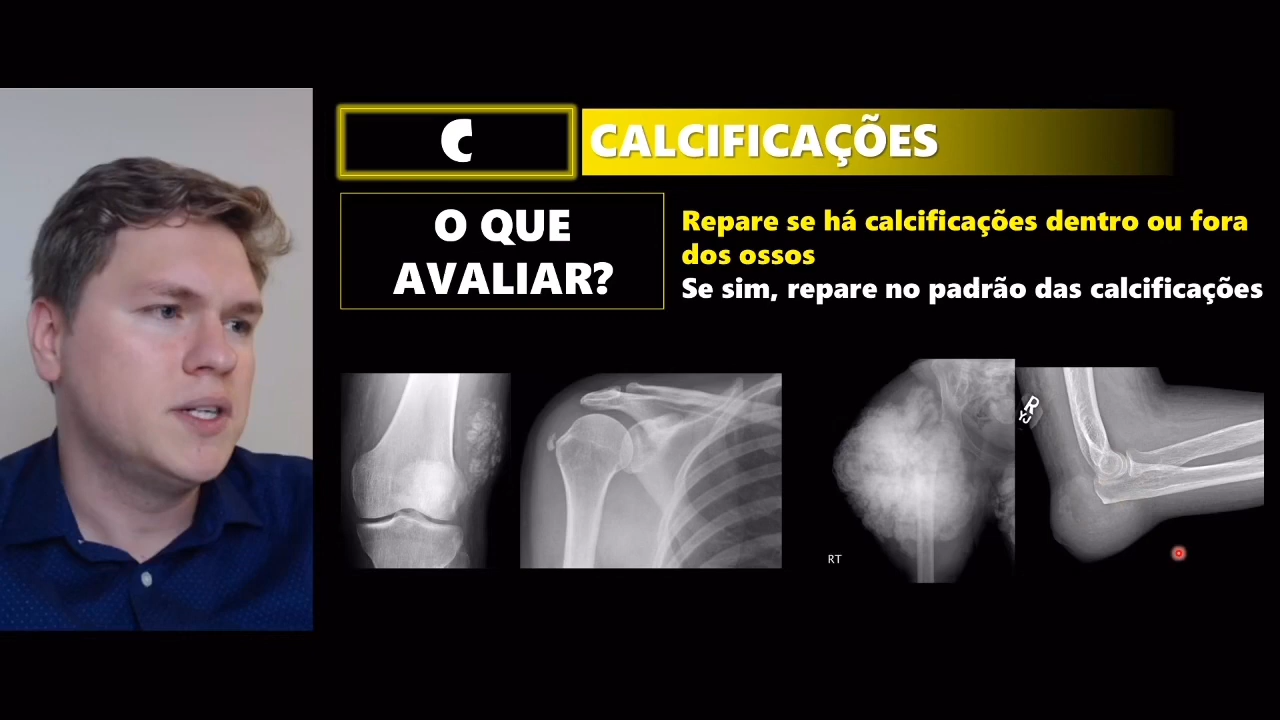 C
CALCIFICAÇÕES
O QUE
AVALIAR?
Repare se há calcificações dentro ou fora
dos ossos
Se sim, repare no padrão das calcificações
RT
R
YJ